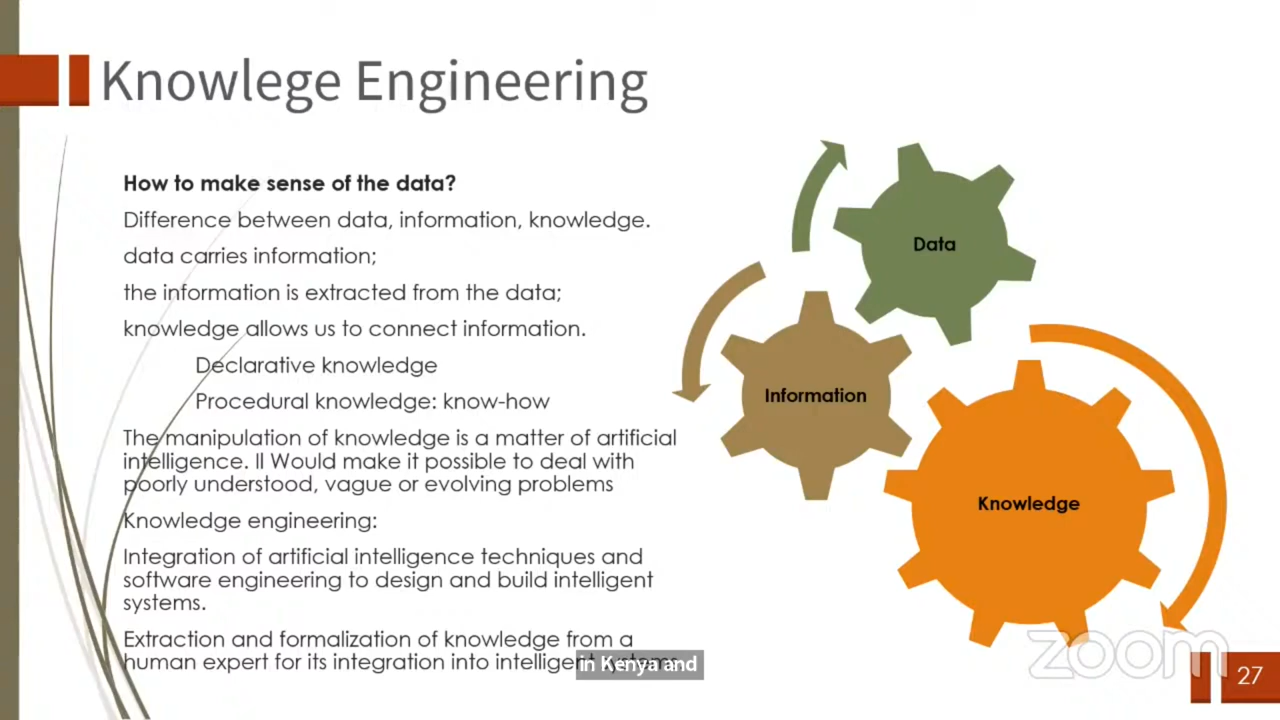 Knowlege Engineering
How to make sense of the data?
Difference between data, information, knowledge.
data carries information;
the information is extracted from the data;
knowledge allows us to connect information.
Declarative knowledge
Procedural knowledge: know-how
The manipulation of knowledge is a matter of artificial
intelligence. Il Would make it possible to deal with
poorly understood, vague or evolving problems
Knowledge engineering:
Integration of artificial intelligence techniques and
software engineering to design and build intelligent
systems.
Extraction and formalization of knowledge from a
human expert for its integration into intelligent systems
in Kenya and
Data
Information
Knowledge
zoom
27